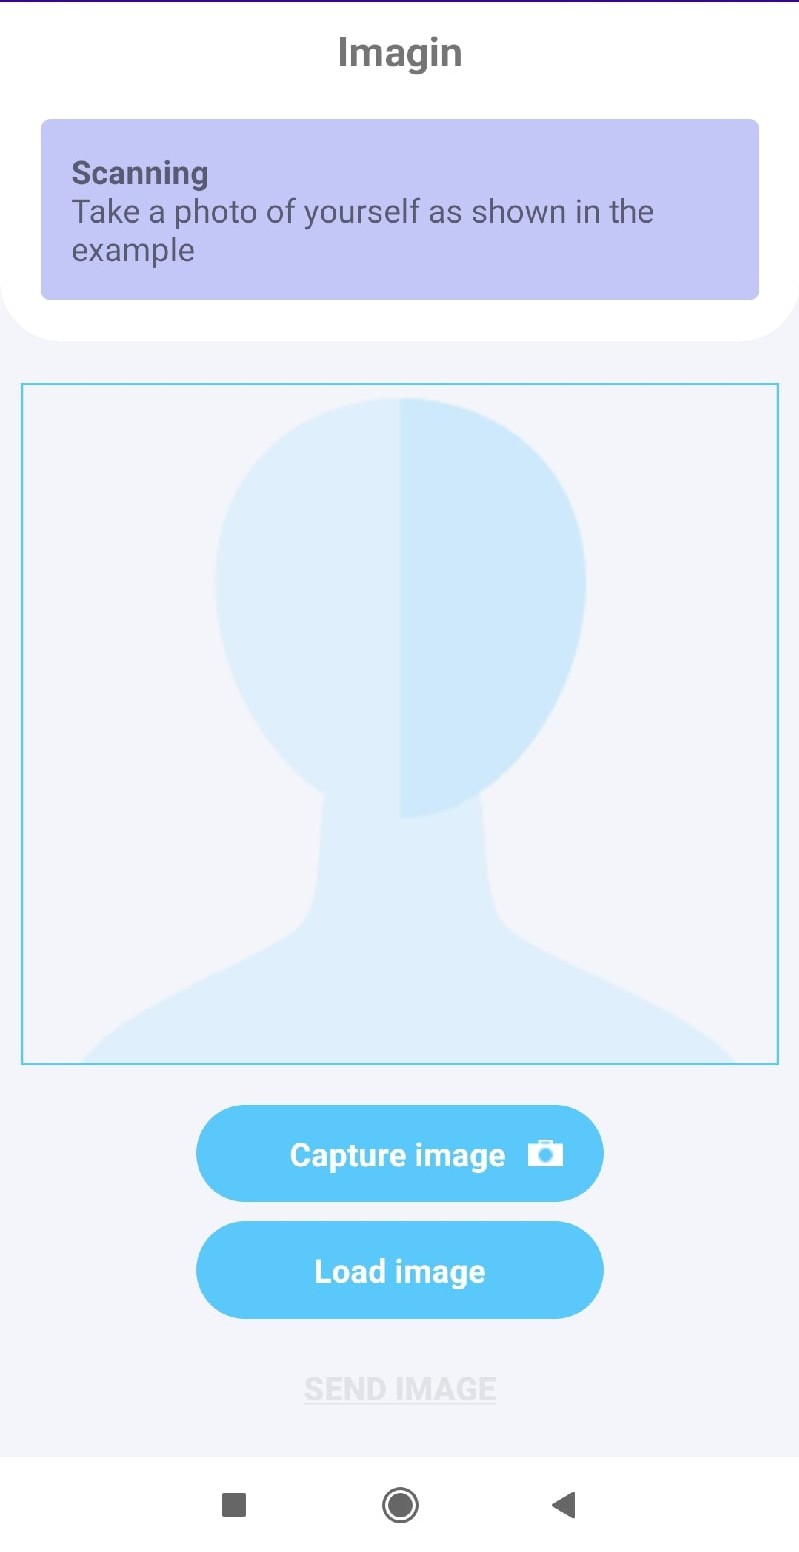 Imagin
Scanning
Take a photo of yourself as shown in the
example
Capture image
Load image
SEND IMAGE